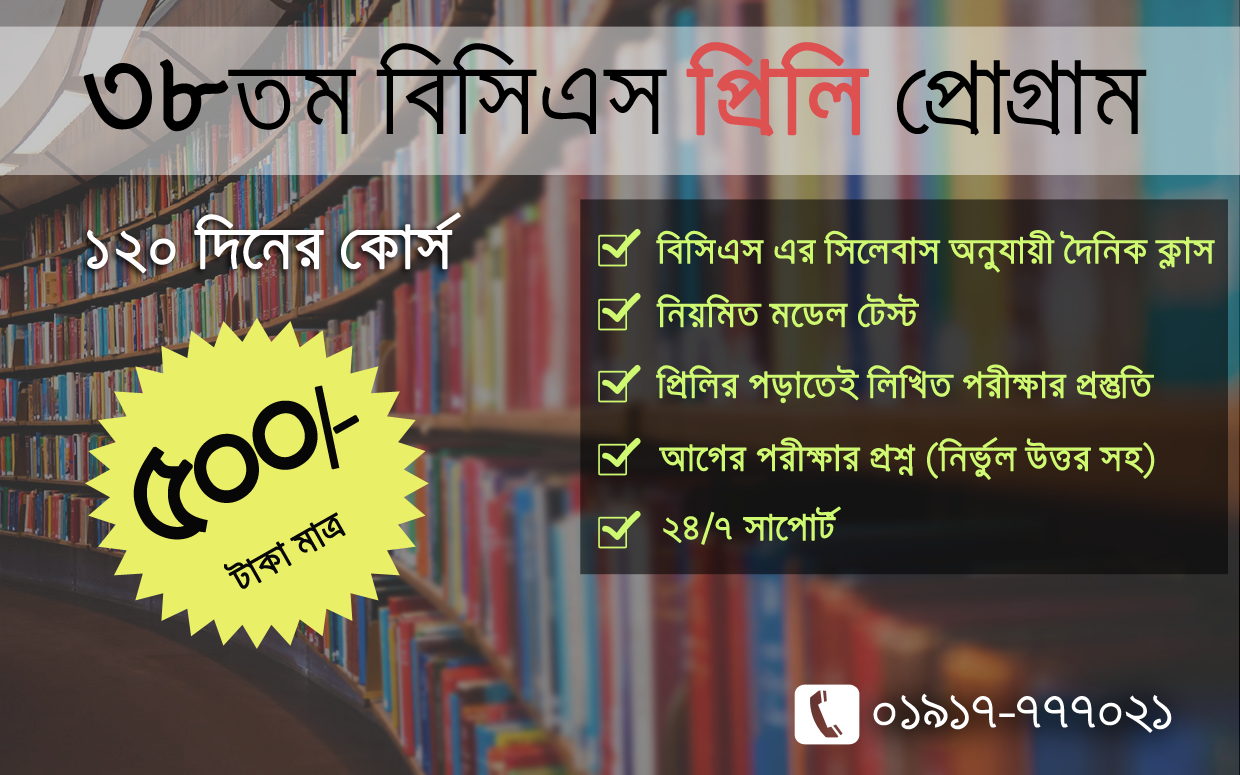 ৩৮তম বিসিএস প্রিলি প্রোগ্রাম
১২০ দিনের কোর্স
৫০০/-
টাকা মাত্র
বিসিএস এর সিলেবাস অনুযায়ী দৈনিক ক্লাস
নিয়মিত মডেল টেস্ট
প্রিলির পড়াতেই লিখিত পরীক্ষার প্রস্তুতি
আগের পরীক্ষার প্রশ্ন (নির্ভুল উত্তর সহ)
২৪/৭ সাপোর্ট
০১৯১৭-৭৭৭০২১